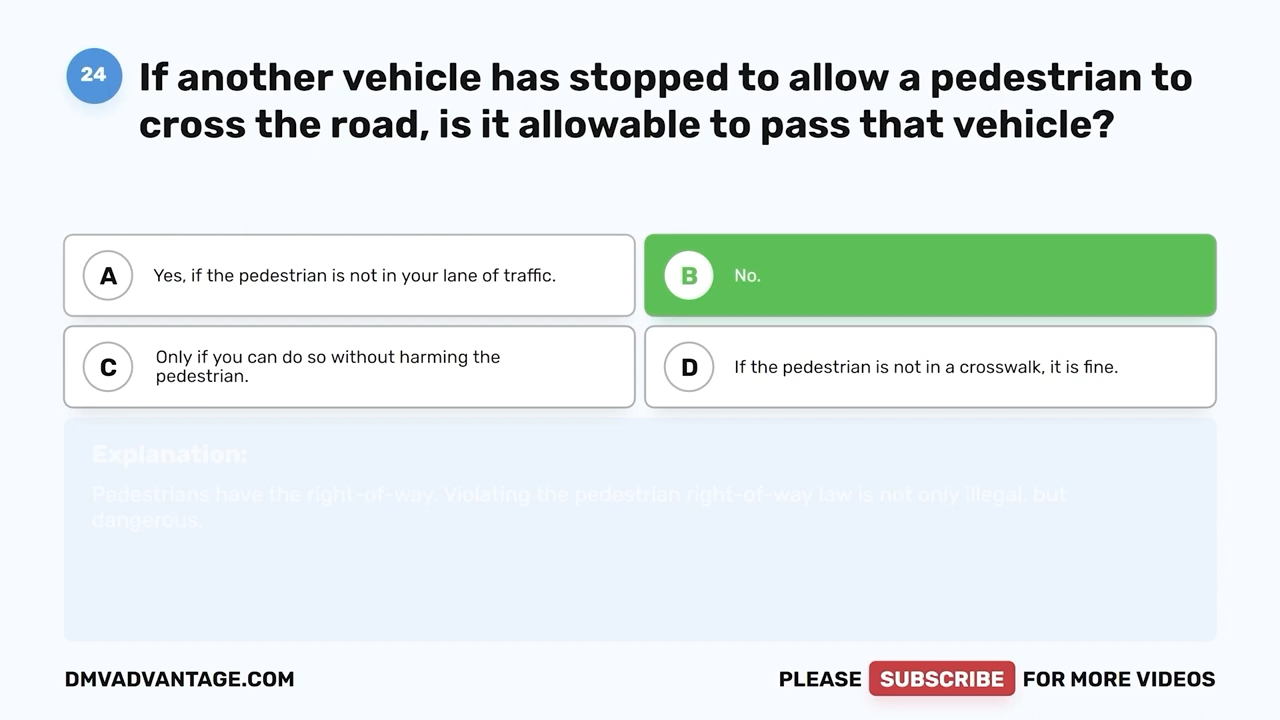 24
If another vehicle has stopped to allow a pedestrian to
cross the road, is it allowable to pass that vehicle?
A Yes, if the pedestrian is not in your lane of traffic.
B No.
C Only if you can do so without harming the
pedestrian.
D If the pedestrian is not in a crosswalk, it is fine.
Explanation:
Pedestrians have the right-of-way. Violating the pedestrian right-of-way law is not only illegal, but
dangerous.
DMVADVANTAGE.COM
PLEASE SUBSCRIBE FOR MORE VIDEOS